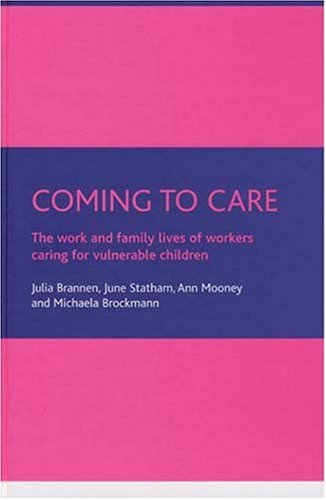 COMING TO CARE
The work and family lives of workers
caring for vulnerable children
Julia Brannen, June Statham, Ann Mooney
and Michaela Brockmann